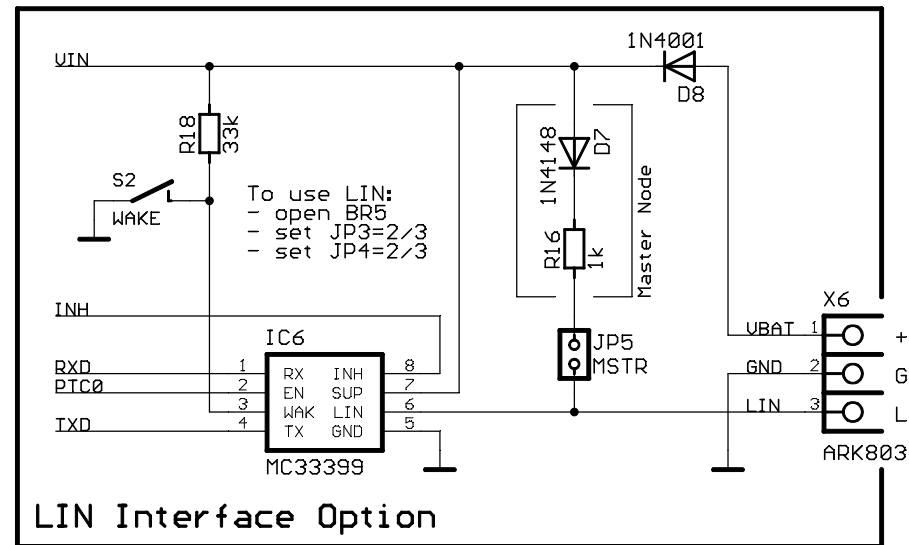 1N4001
VIN
D8
R18
33k
1N4148
D7
S2
WAKE
To use LIN:
- open BR5
- set JP3=2/3
- set JP4=2/3
R16
1k
Master Node
INH
X6
IC6
JP5
MSTR
VBAT 1
+
RXD 1 RX INH 8
GND 2
G
PTC0 2 EN SUP 7
3 WAK LIN 6
LIN 3
L
TXD 4 TX GND 5
MC33399
ARK803
LIN Interface Option